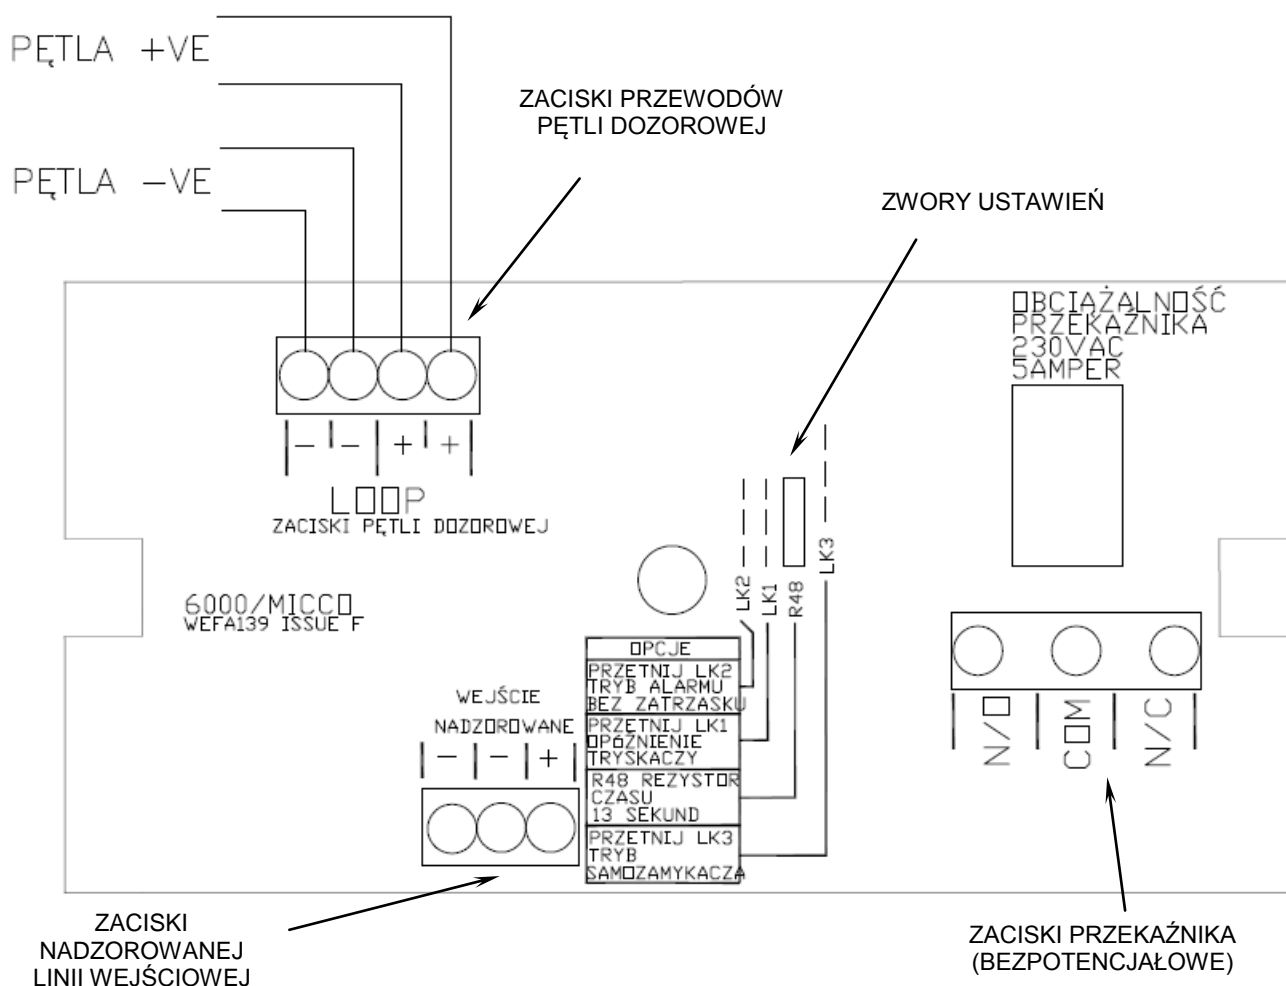 PĘTLA +VE
PĘTLA −VE
ZACISKI PRZEWODÓW
PĘTLI DOZOROWEJ
ZWORY USTAWIEŃ
OBCIĄŻALNOŚĆ
PRZEKAŹNIKA
230VAC
5AMPER
- - + +
LOOP
ZACISKI PĘTLI DOZOROWEJ
6000/MICCO
WEFA139 ISSUE F
LK2
LK1
R48
LK3
OPCJE
PRZETNIJ LK2
TRYB ALARMU
BEZ ZATRZASKU
PRZETNIJ LK1
OPóŹNIENIE
TRYSKACZY
R48 REZYSTOR
CZASU
13 SEKUND
PRZETNIJ LK3
TRYB
SAMOZAMYKACZA
WEJŚCIE
NADZOROWANE
- - +
N/O
COM
N/C
ZACISKI
NADZOROWANEJ
LINII WEJŚCIOWEJ
ZACISKI PRZEKAŹNIKA
(BEZPOTENCJAŁOWE)